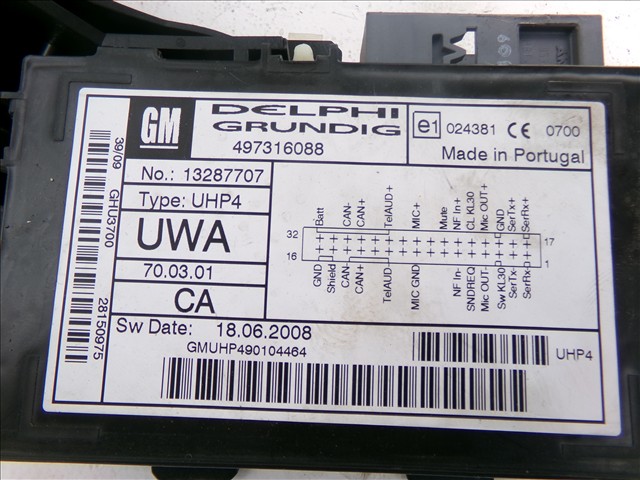 GM
DELPHI
GRUNDIG
497316088
e1 024381 CE 0700
Made in Portugal
No.: 13287707
Type: UHP4
UWA
70.03.01
CA
39/09 GHU3700 28150975
Batt CAN- CAN+ TelAUD+ MIC+ Mute NF In+ CL KL30 Mic OUT+ GND SerTx+ SerRx+
32 17
16 1
GND Shield CAN- CAN+ TelAUD- MIC GND NF In- SNDREQ Mic OUT- Sw KL30 SerTx- SerRx-
Sw Date: 18.06.2008
GMUHP490104464
UHP4